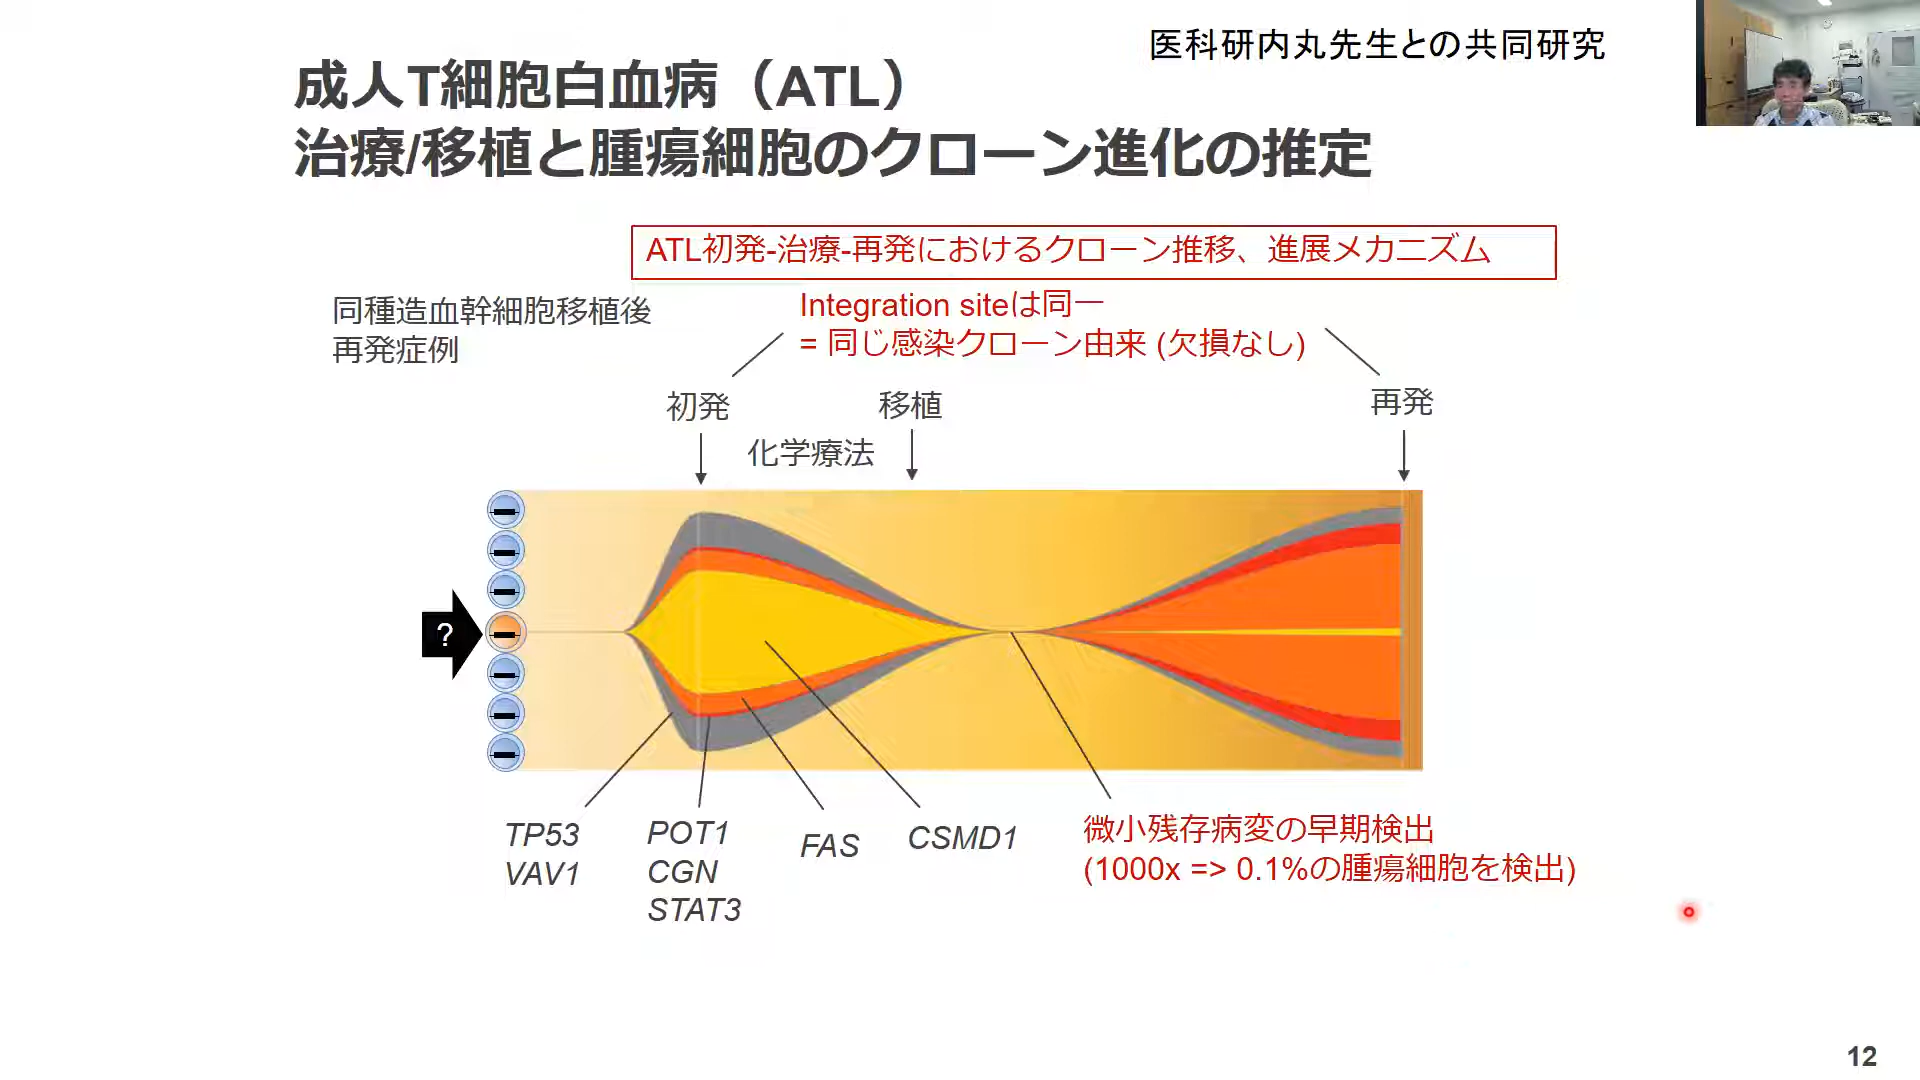 医科研内丸先生との共同研究
成人T細胞白血病（ATL）
治療/移植と腫瘍細胞のクローン進化の推定
ATL初発-治療-再発におけるクローン推移、進展メカニズム
同種造血幹細胞移植後
再発症例
Integration siteは同一
= 同じ感染クローン由来 (欠損なし)
初発
移植
再発
化学療法
?
TP53
VAV1
POT1
CGN
STAT3
FAS
CSMD1
微小残存病変の早期検出
(1000x => 0.1%の腫瘍細胞を検出)
12